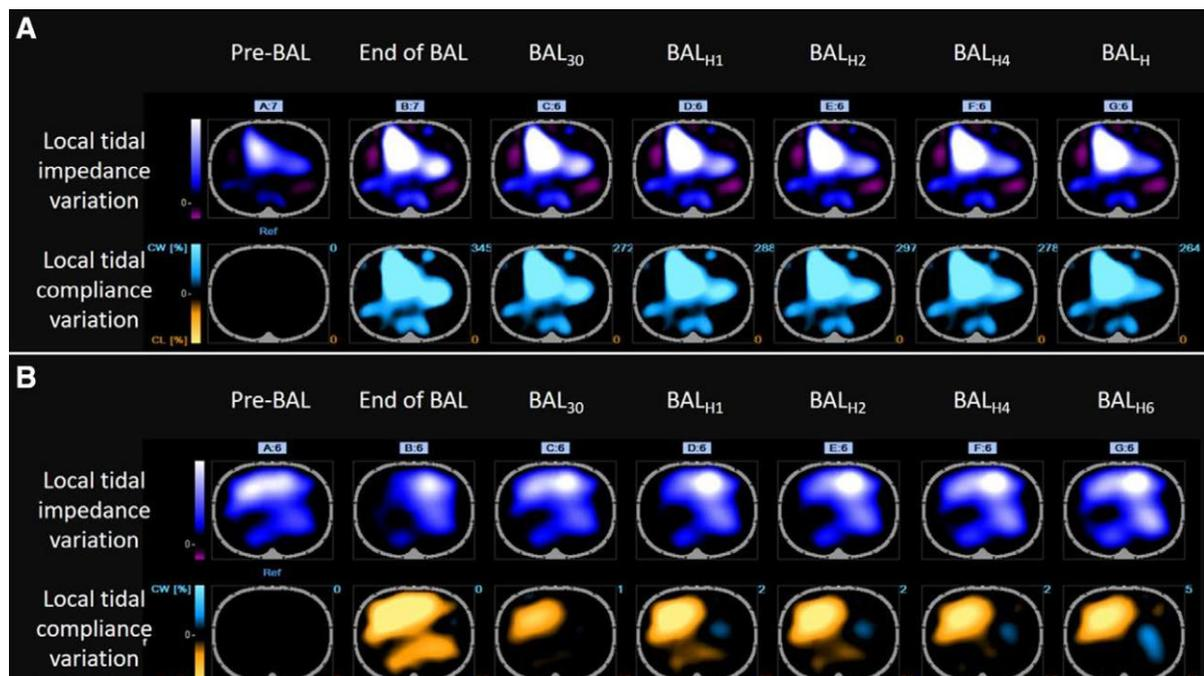 A
Pre-BAL End of BAL BAL30 BALH1 BALH2 BALH4 BALH
A:7 B:7 C:6 D:6 E:6 F:6 G:6
Local tidal
impedance
variation
0
Ref
Local tidal
compliance
variation
CW [%] 0 345 272 288 297 278 264
0
CL [%] 0 0 0 0 0 0 0
B
Pre-BAL End of BAL BAL30 BALH1 BALH2 BALH4 BALH6
A:6 B:6 C:6 D:6 E:6 F:6 G:6
Local tidal
impedance
variation
0
Ref
Local tidal
compliance
variation
CW [%] 0 0 1 2 2 2 5
0